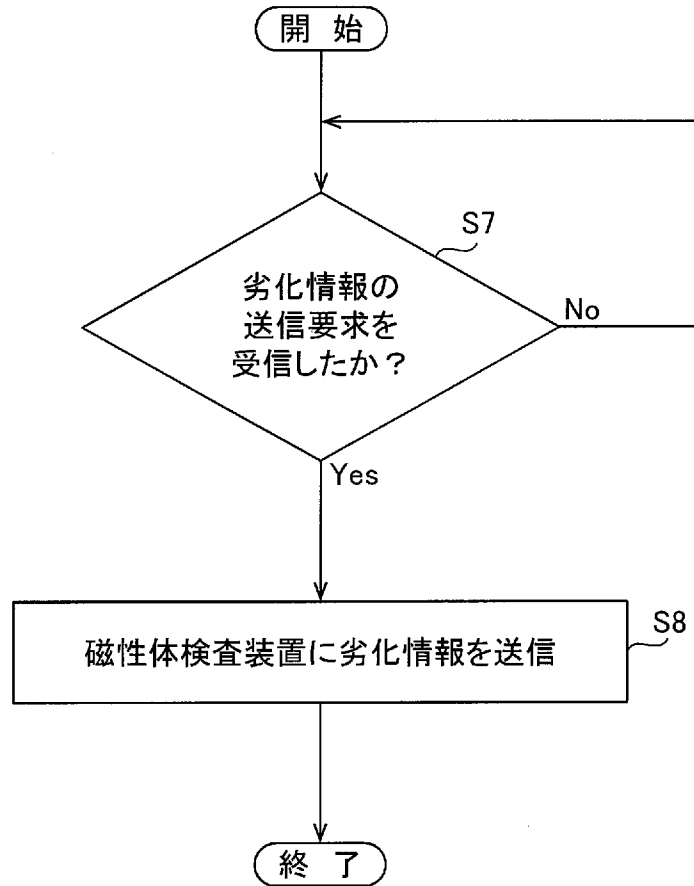 開 始
S7
劣化情報の
送信要求を
受信したか？
No
Yes
S8
磁性体検査装置に劣化情報を送信
終 了